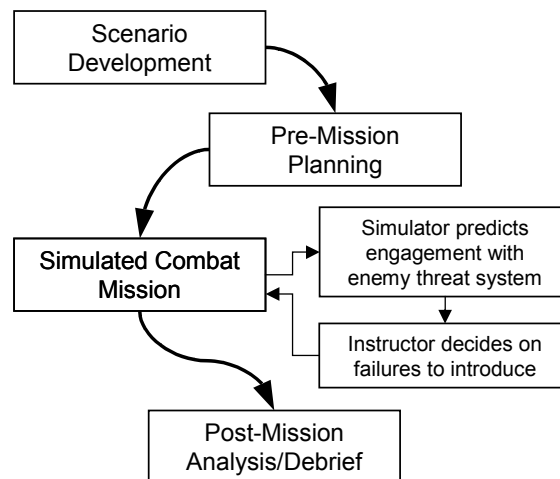 Scenario
Development
Pre-Mission
Planning
Simulated Combat
Mission
Simulator predicts
engagement with
enemy threat system
Instructor decides on
failures to introduce
Post-Mission
Analysis/Debrief